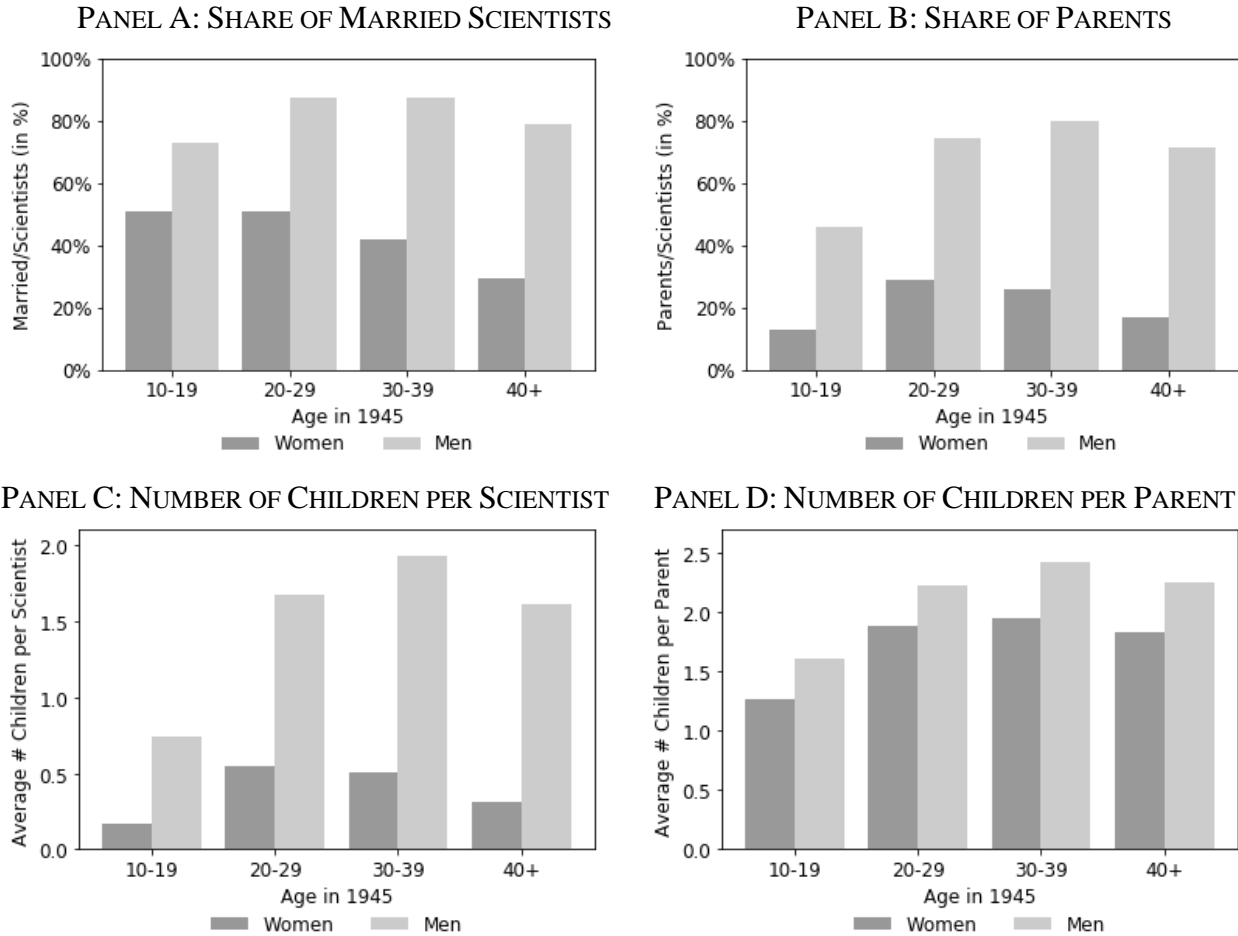 PANEL A: SHARE OF MARRIED SCIENTISTS
100%
80%
60%
40%
20%
0%
Married/Scientists (in %)
10-19 20-29 30-39 40+
Age in 1945
Women Men
PANEL B: SHARE OF PARENTS
100%
80%
60%
40%
20%
0%
Parents/Scientists (in %)
10-19 20-29 30-39 40+
Age in 1945
Women Men
PANEL C: NUMBER OF CHILDREN PER SCIENTIST
2.0
1.5
1.0
0.5
0.0
Average # Children per Scientist
10-19 20-29 30-39 40+
Age in 1945
Women Men
PANEL D: NUMBER OF CHILDREN PER PARENT
2.5
2.0
1.5
1.0
0.5
0.0
Average # Children per Parent
10-19 20-29 30-39 40+
Age in 1945
Women Men